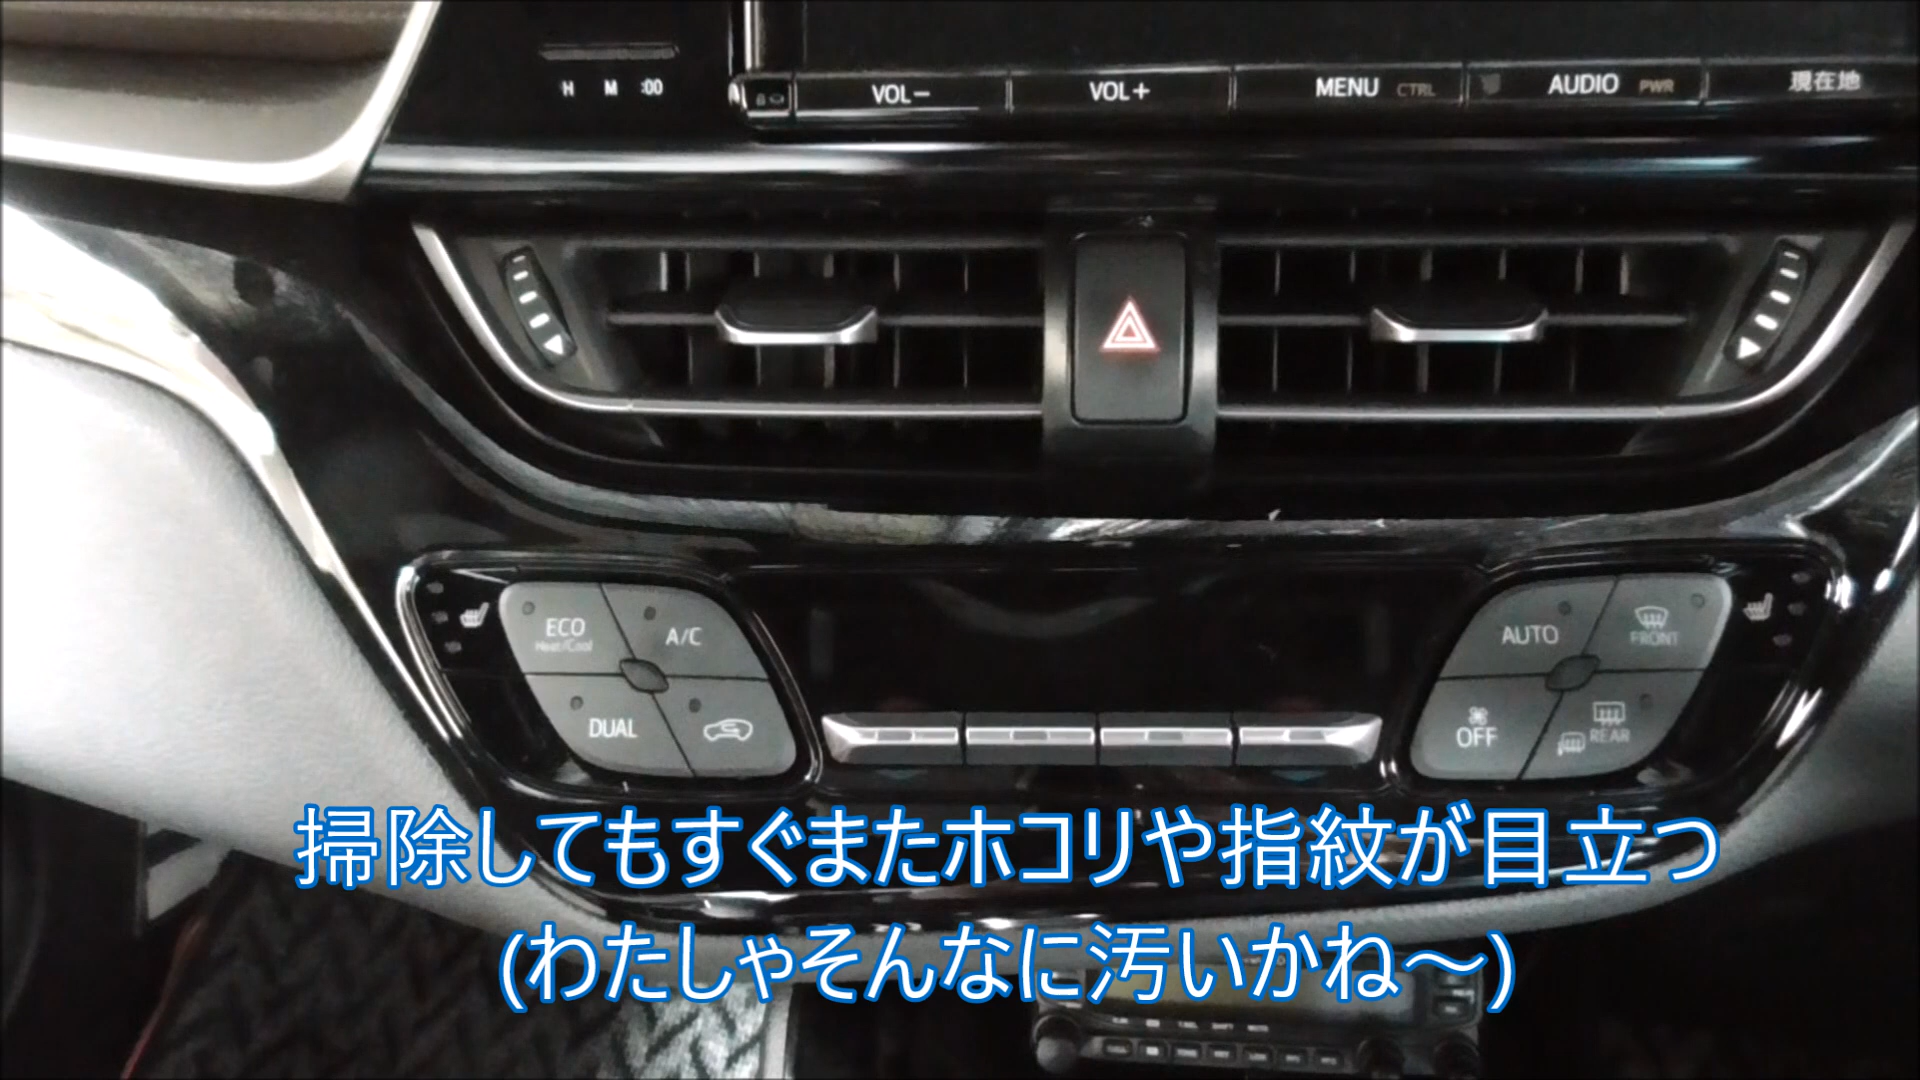 H M :00
VOL− VOL+ MENU CTRL AUDIO PWR 現在地
ECO
Heat/Cool
A/C
DUAL
AUTO
FRONT
OFF
REAR
掃除してもすぐまたホコリや指紋が目立つ
(わたしゃそんなに汚いかね～)